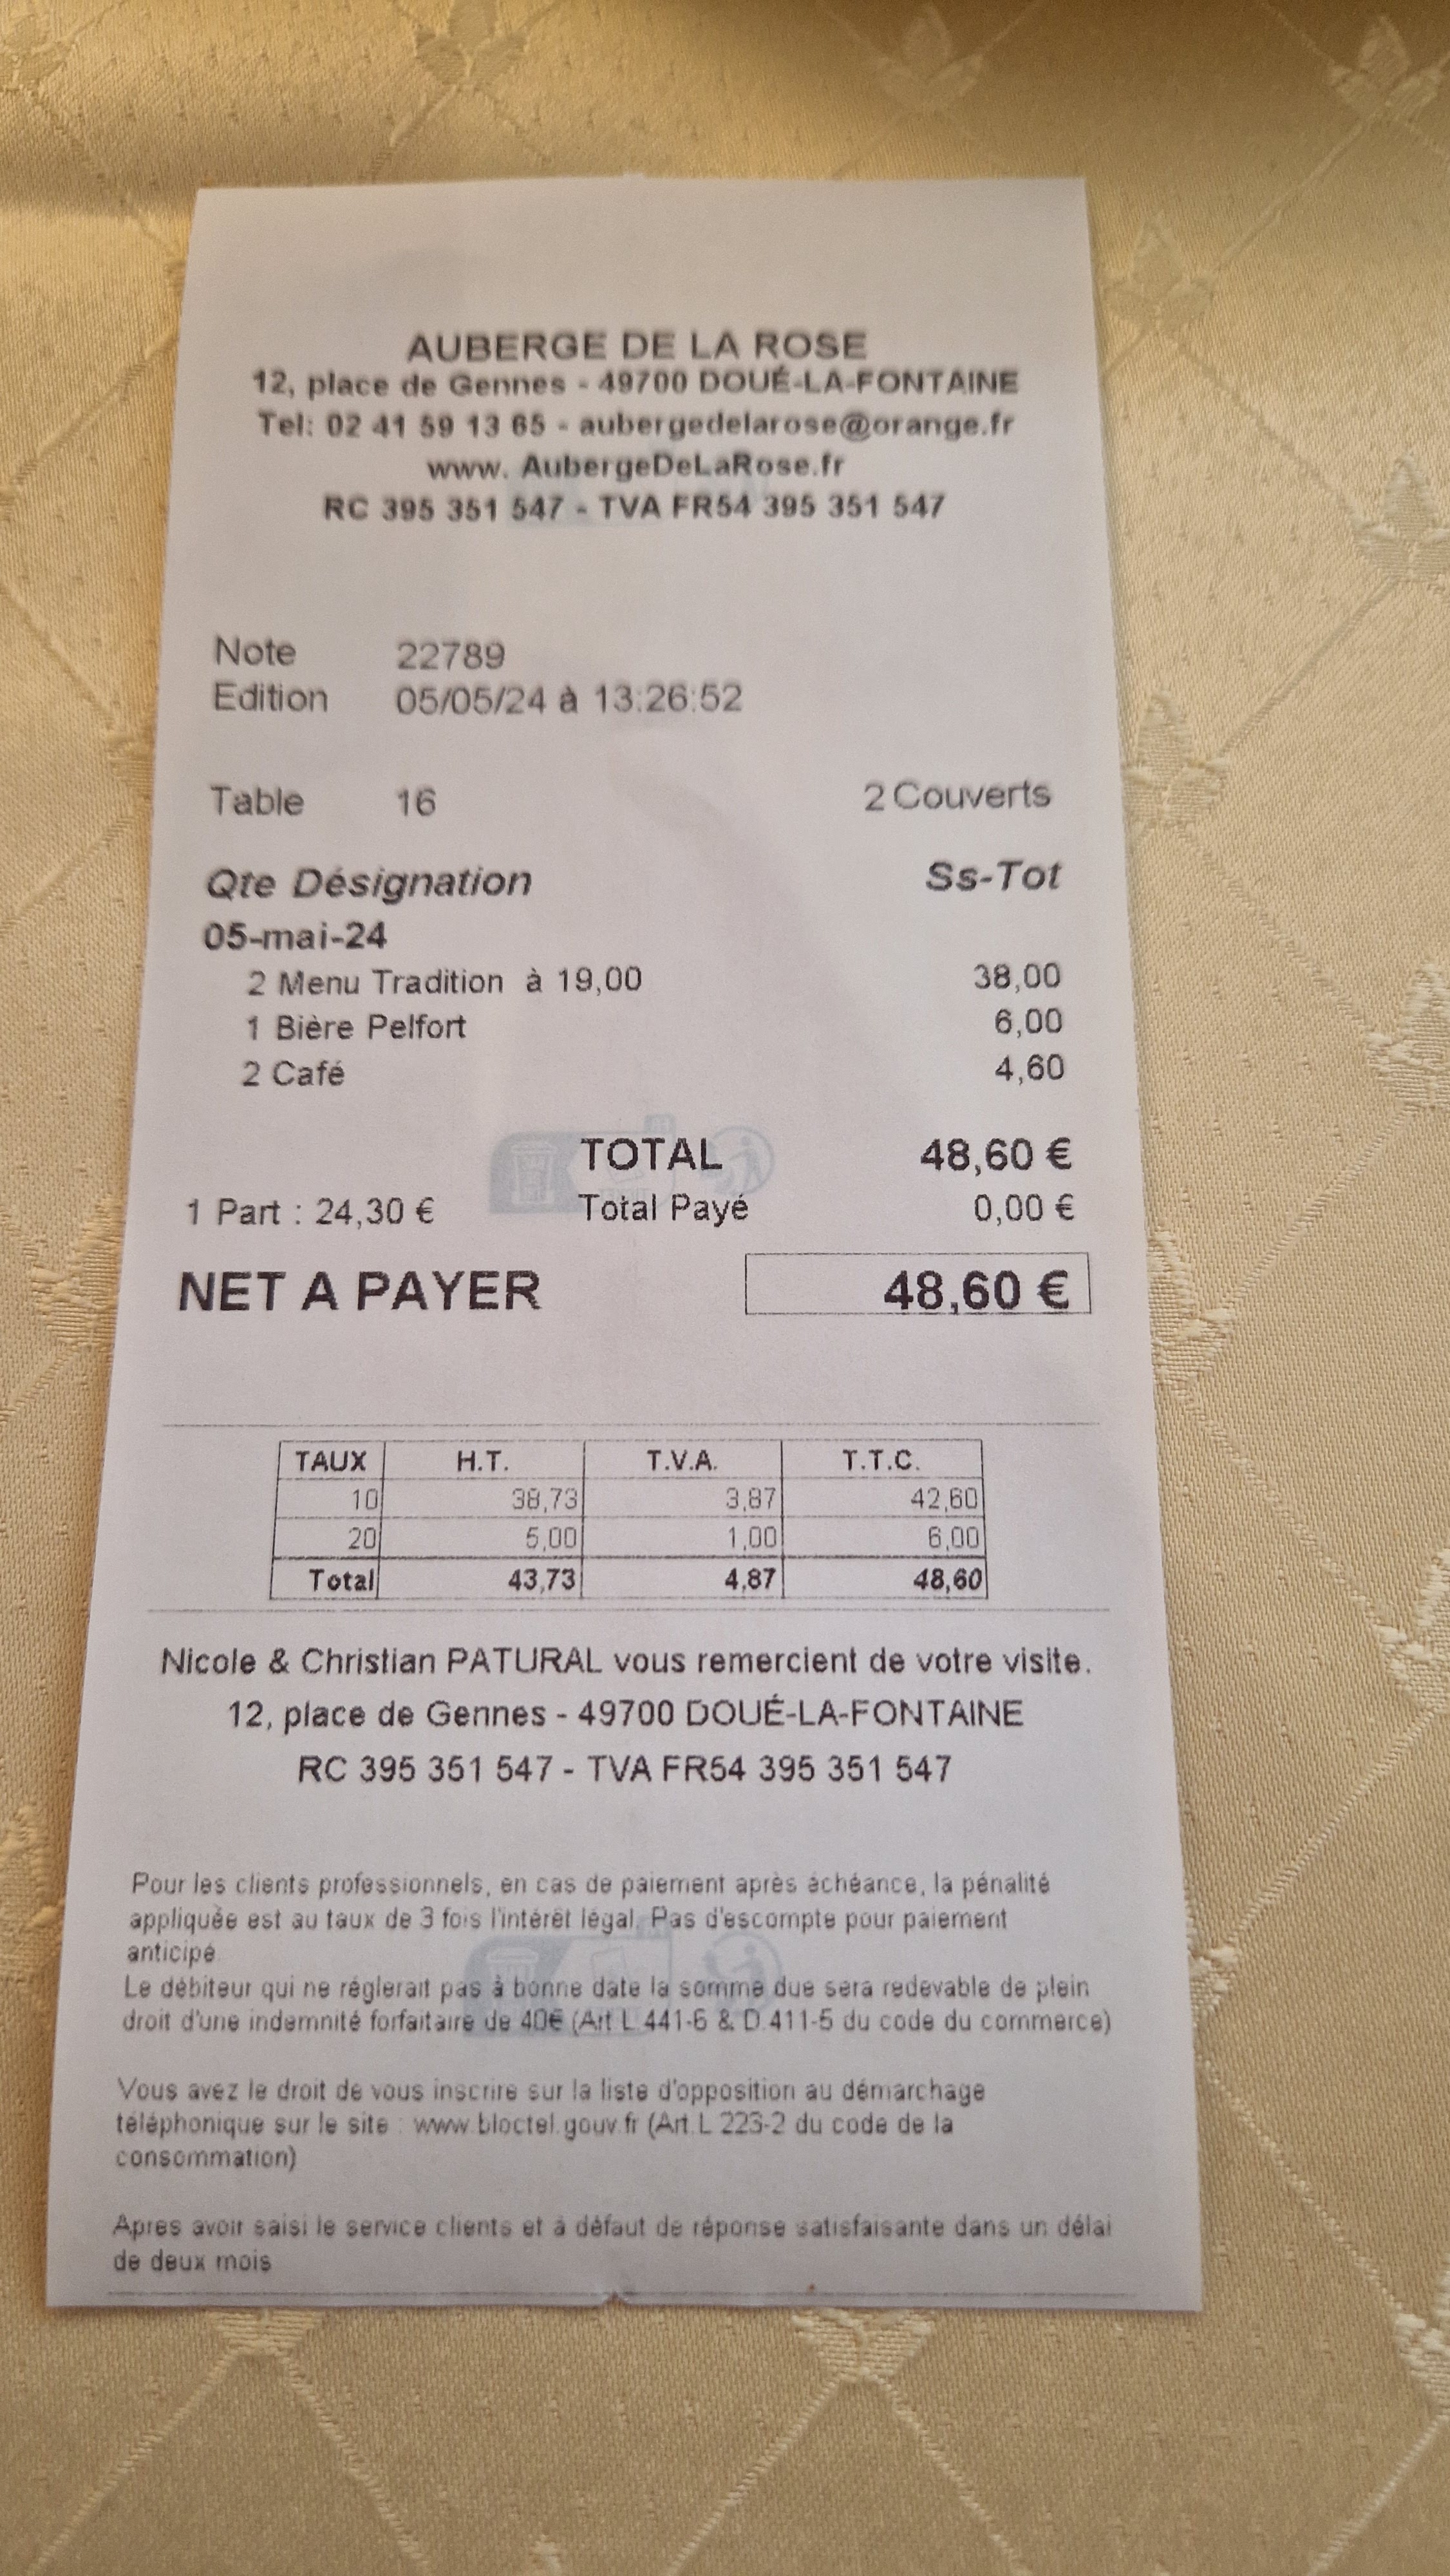 AUBERGE DE LA ROSE
12, place de Gennes - 49700 DOUÉ-LA-FONTAINE
Tel: 02 41 59 13 65 - aubergedelarose@orange.fr
www. AubergeDeLaRose.fr
RC 395 351 547 - TVA FR54 395 351 547
Note 22789
Edition 05/05/24 à 13:26:52
Table 16 2 Couverts
Qte Désignation Ss-Tot
05-mai-24
2 Menu Tradition à 19,00 38,00
1 Bière Pelfort 6,00
2 Café 4,60
TOTAL 48,60 €
1 Part : 24,30 € Total Payé 0,00 €
NET A PAYER 48,60 €
TAUX H.T. T.V.A. T.T.C.
10 38,73 3,87 42,60
20 5,00 1,00 6,00
Total 43,73 4,87 48,60
Nicole & Christian PATURAL vous remercient de votre visite.
12, place de Gennes - 49700 DOUÉ-LA-FONTAINE
RC 395 351 547 - TVA FR54 395 351 547
Pour les clients professionnels, en cas de paiement après échéance, la pénalité
appliquée est au taux de 3 fois l'intérêt légal. Pas d'escompte pour paiement
anticipé.
Le débiteur qui ne réglerait pas à bonne date la somme due sera redevable de plein
droit d'une indemnité forfaitaire de 40€ (Art L.441-6 & D.411-5 du code du commerce)
Vous avez le droit de vous inscrire sur la liste d'opposition au démarchage
téléphonique sur le site : www.bloctel.gouv.fr (Art.L 223-2 du code de la
consommation)
Apres avoir saisi le service clients et à défaut de réponse satisfaisante dans un délai
de deux mois